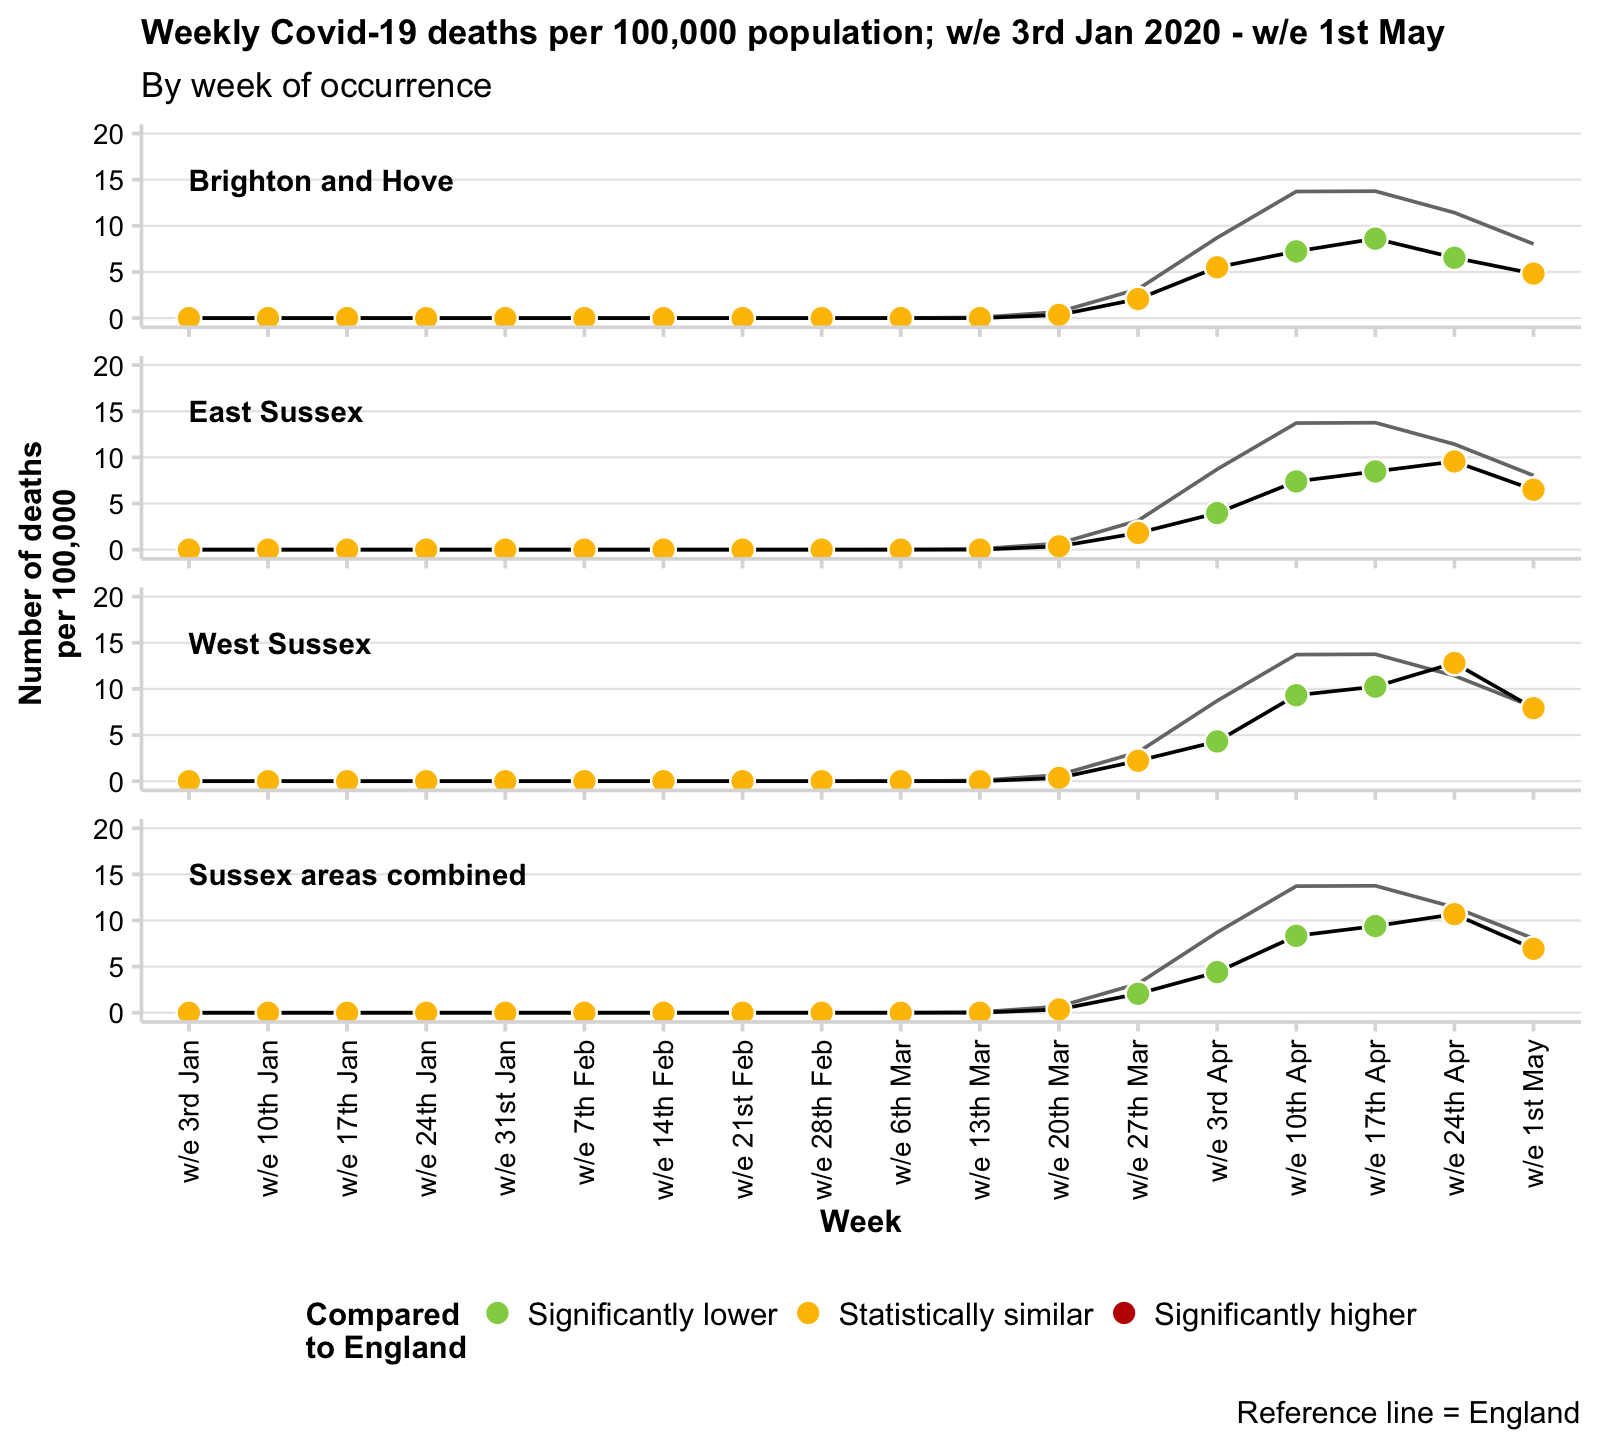 Weekly Covid-19 deaths per 100,000 population; w/e 3rd Jan 2020 - w/e 1st May
By week of occurrence
Number of deaths
per 100,000
20
15
10
5
0
Brighton and Hove
20
15
10
5
0
East Sussex
20
15
10
5
0
West Sussex
20
15
10
5
0
Sussex areas combined
w/e 3rd Jan
w/e 10th Jan
w/e 17th Jan
w/e 24th Jan
w/e 31st Jan
w/e 7th Feb
w/e 14th Feb
w/e 21st Feb
w/e 28th Feb
w/e 6th Mar
w/e 13th Mar
w/e 20th Mar
w/e 27th Mar
w/e 3rd Apr
w/e 10th Apr
w/e 17th Apr
w/e 24th Apr
w/e 1st May
Week
Compared
to England
Significantly lower
Statistically similar
Significantly higher
Reference line = England